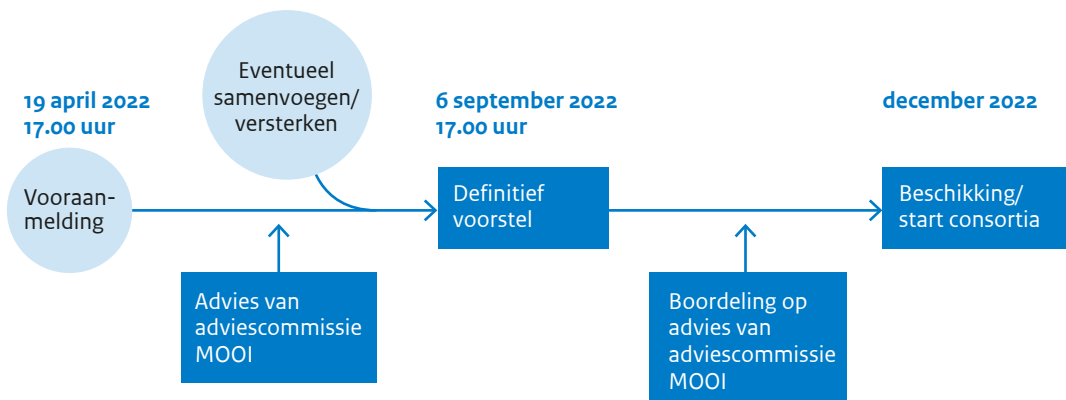 19 april 2022
17.00 uur
Vooraan-
melding
Eventueel
samenvoegen/
versterken
Advies van
adviescommissie
MOOI
6 september 2022
17.00 uur
Definitief
voorstel
Boordeling op
advies van
adviescommissie
MOOI
december 2022
Beschikking/
start consortia